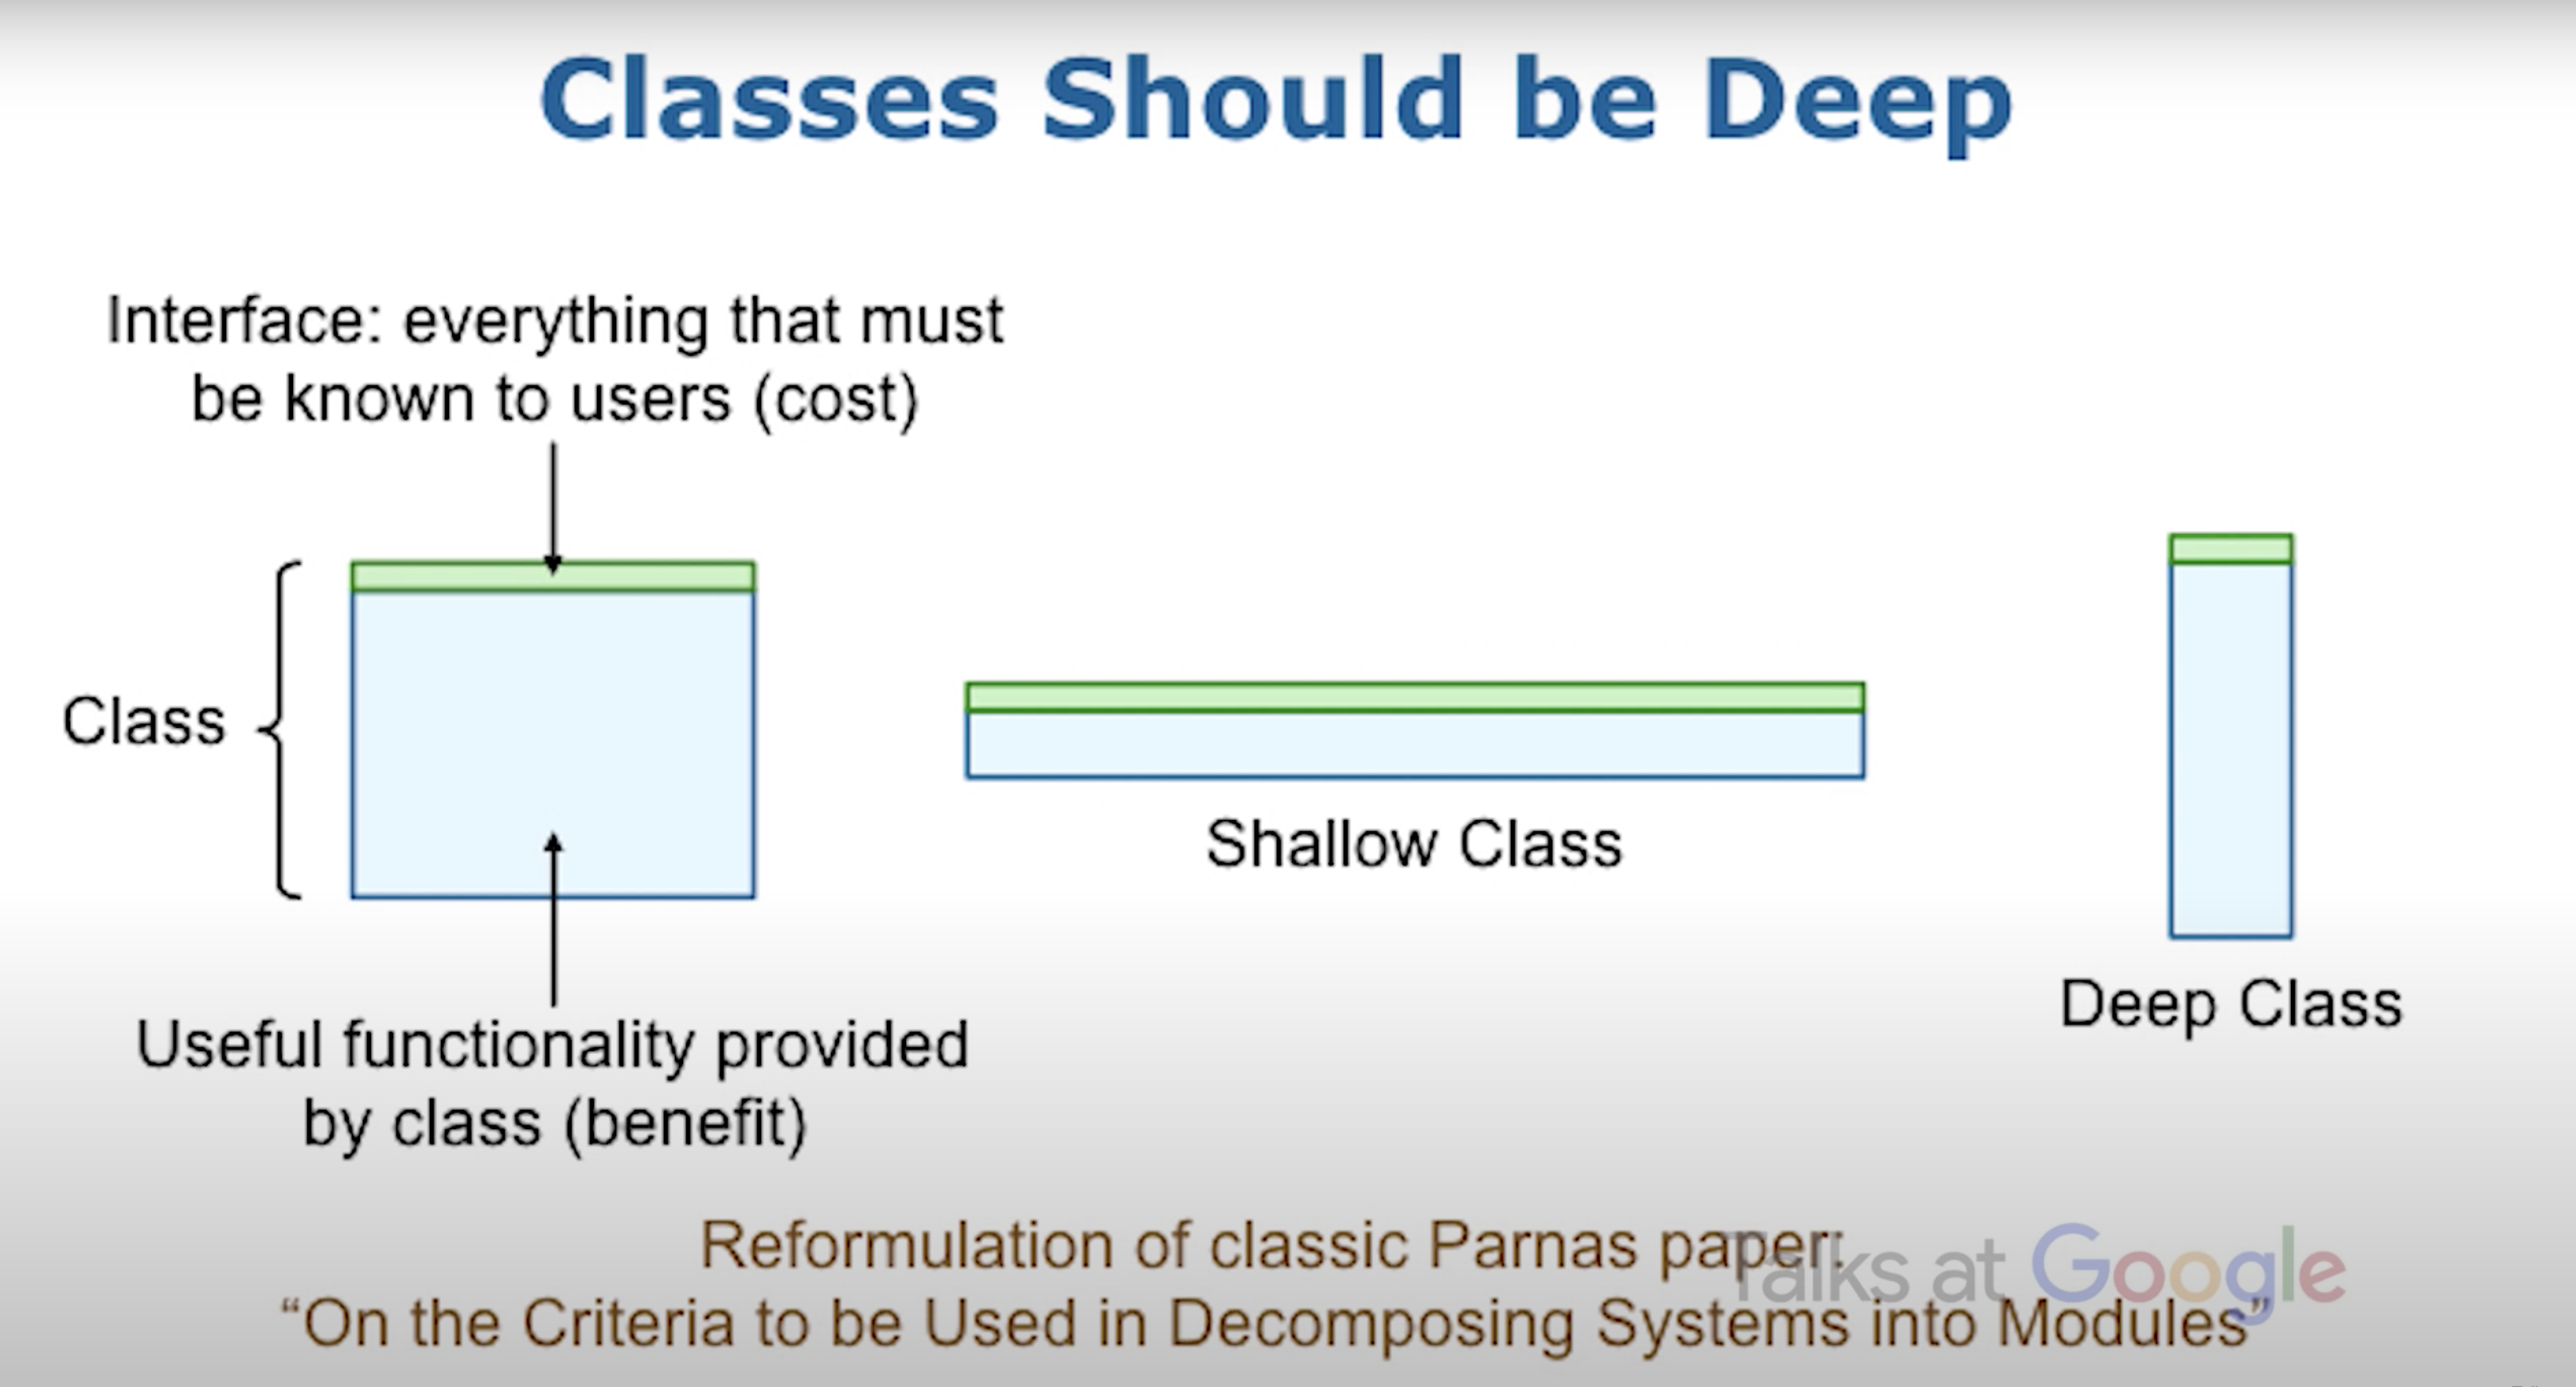 Classes Should be Deep
Interface: everything that must
be known to users (cost)
Class
Shallow Class
Deep Class
Useful functionality provided
by class (benefit)
Reformulation of classic Parnas paper:
Talks at Google
“On the Criteria to be Used in Decomposing Systems into Modules”